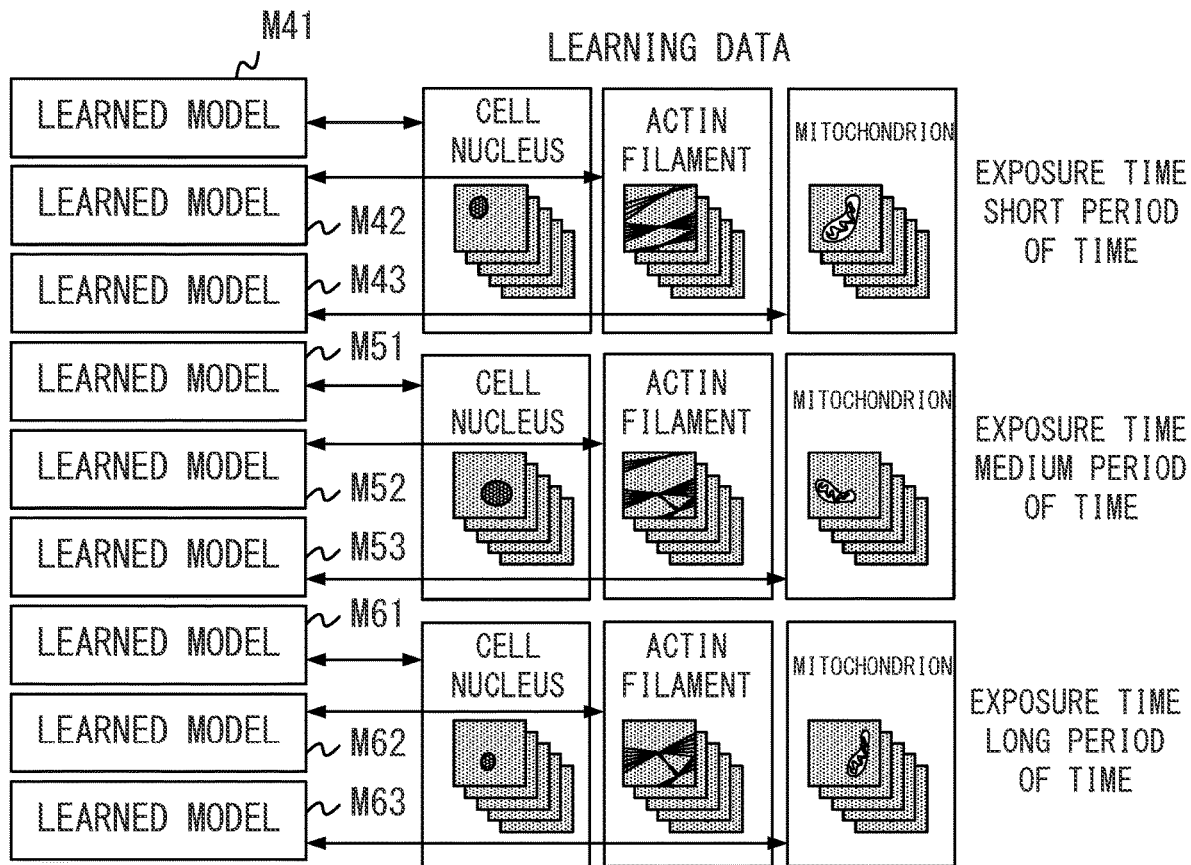 M41
LEARNING DATA
LEARNED MODEL
CELL
NUCLEUS
ACTIN
FILAMENT
MITOCHONDRION
EXPOSURE TIME
SHORT PERIOD
OF TIME
LEARNED MODEL
M42
LEARNED MODEL
M43
LEARNED MODEL
M51
CELL
NUCLEUS
ACTIN
FILAMENT
MITOCHONDRION
EXPOSURE TIME
MEDIUM PERIOD
OF TIME
LEARNED MODEL
M52
LEARNED MODEL
M53
LEARNED MODEL
M61
CELL
NUCLEUS
ACTIN
FILAMENT
MITOCHONDRION
EXPOSURE TIME
LONG PERIOD
OF TIME
LEARNED MODEL
M62
LEARNED MODEL
M63